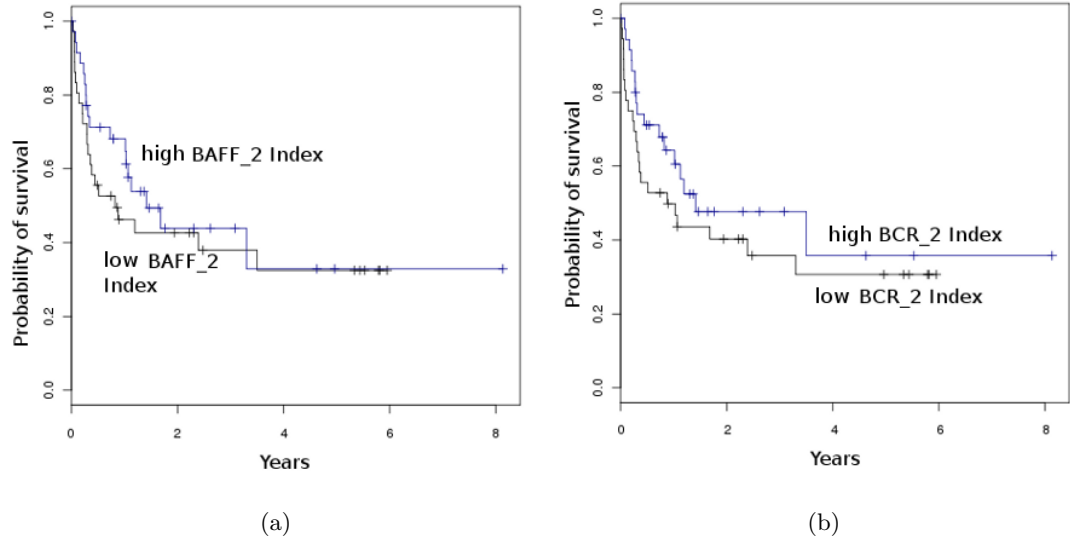 Probability of survival
1.0
0.8
0.6
0.4
0.2
0.0
high BAFF_2 Index
low BAFF_2
Index
0 2 4 6 8
Years
(a)
Probability of survival
1.0
0.8
0.6
0.4
0.2
0.0
high BCR_2 Index
low BCR_2 Index
0 2 4 6 8
Years
(b)